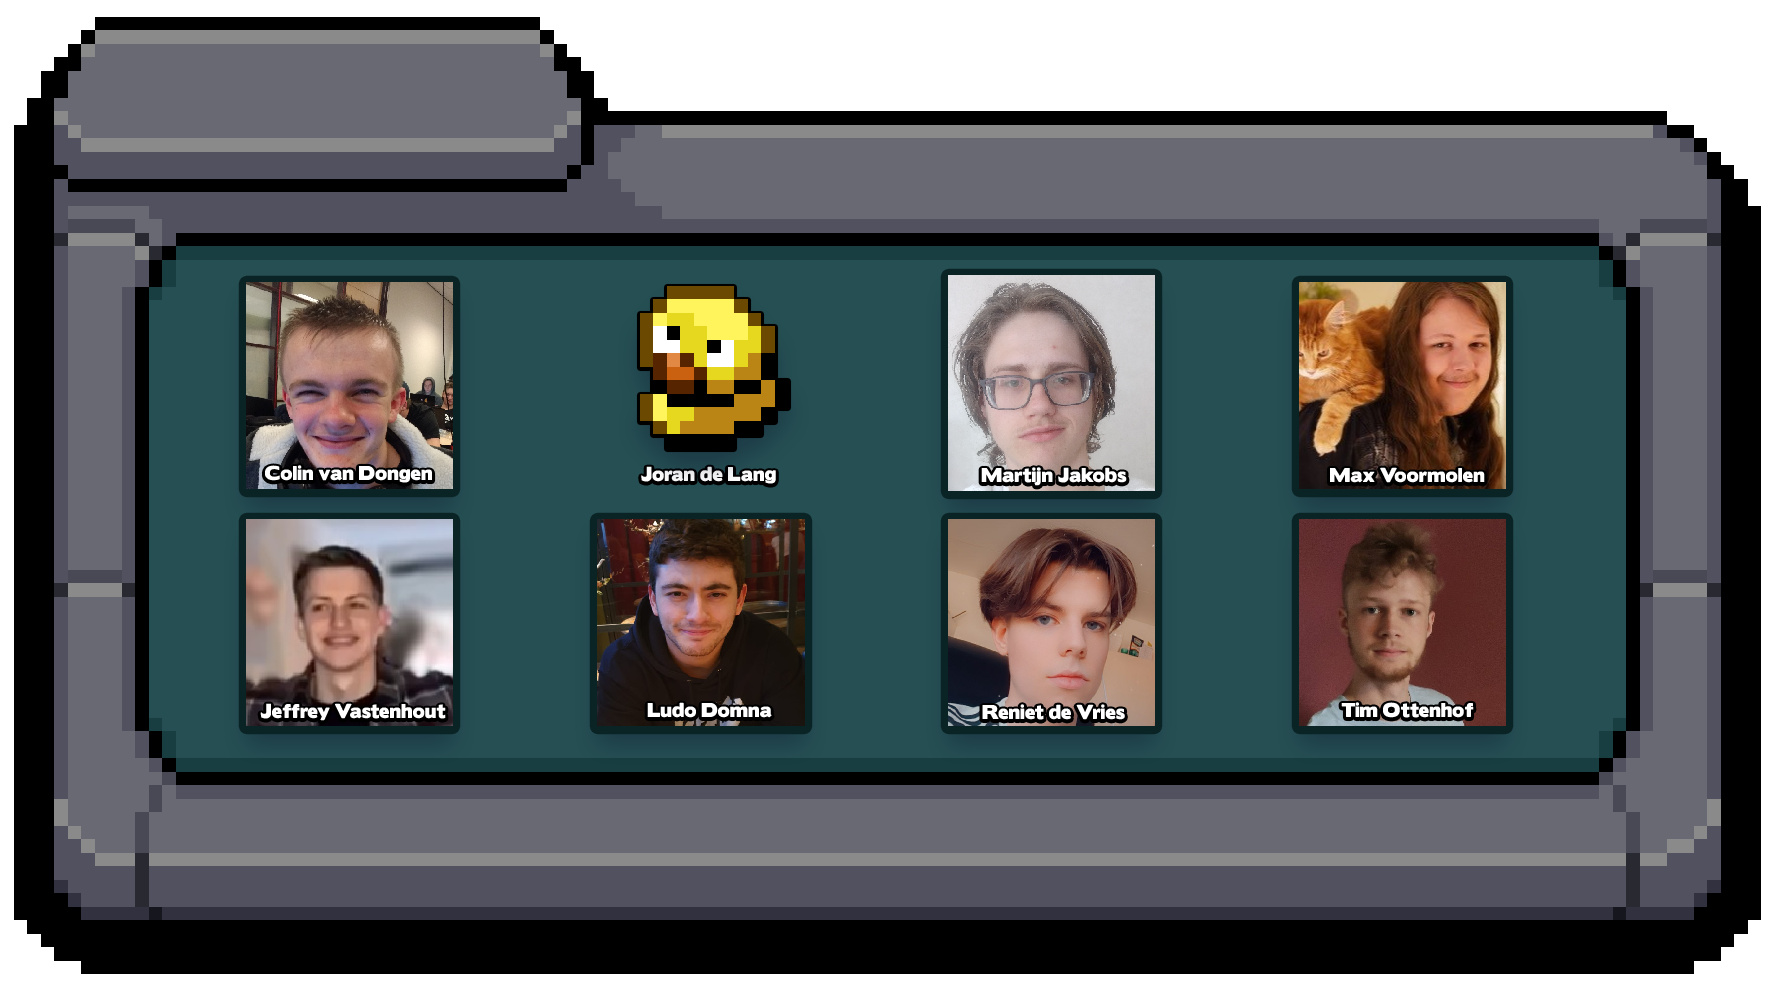 Colin van Dongen
Joran de Lang
Martijn Jakobs
Max Voormolen
Jeffrey Vastenhout
Ludo Domna
Reniet de Vries
Tim Ottenhof